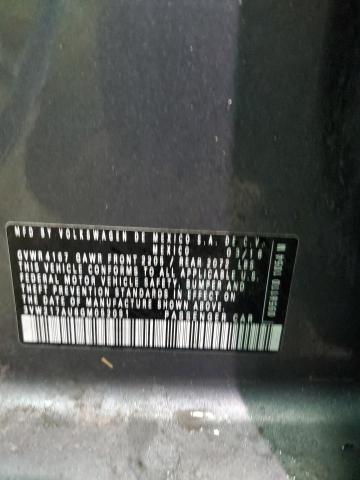 MFD BY VOLKSWAGEN DE MEXICO S.A. DE C.V.
MEXICO
GVWR 4167 GAWR FRONT 2205 / REAR 2072 LBS
THIS VEHICLE CONFORMS TO ALL APPLICABLE U.S.
FEDERAL MOTOR VEHICLE SAFETY, BUMPER AND
THEFT PREVENTION STANDARDS IN EFFECT ON
THE DATE OF MANUFACTURE SHOWN ABOVE.
PASSENGER CAR